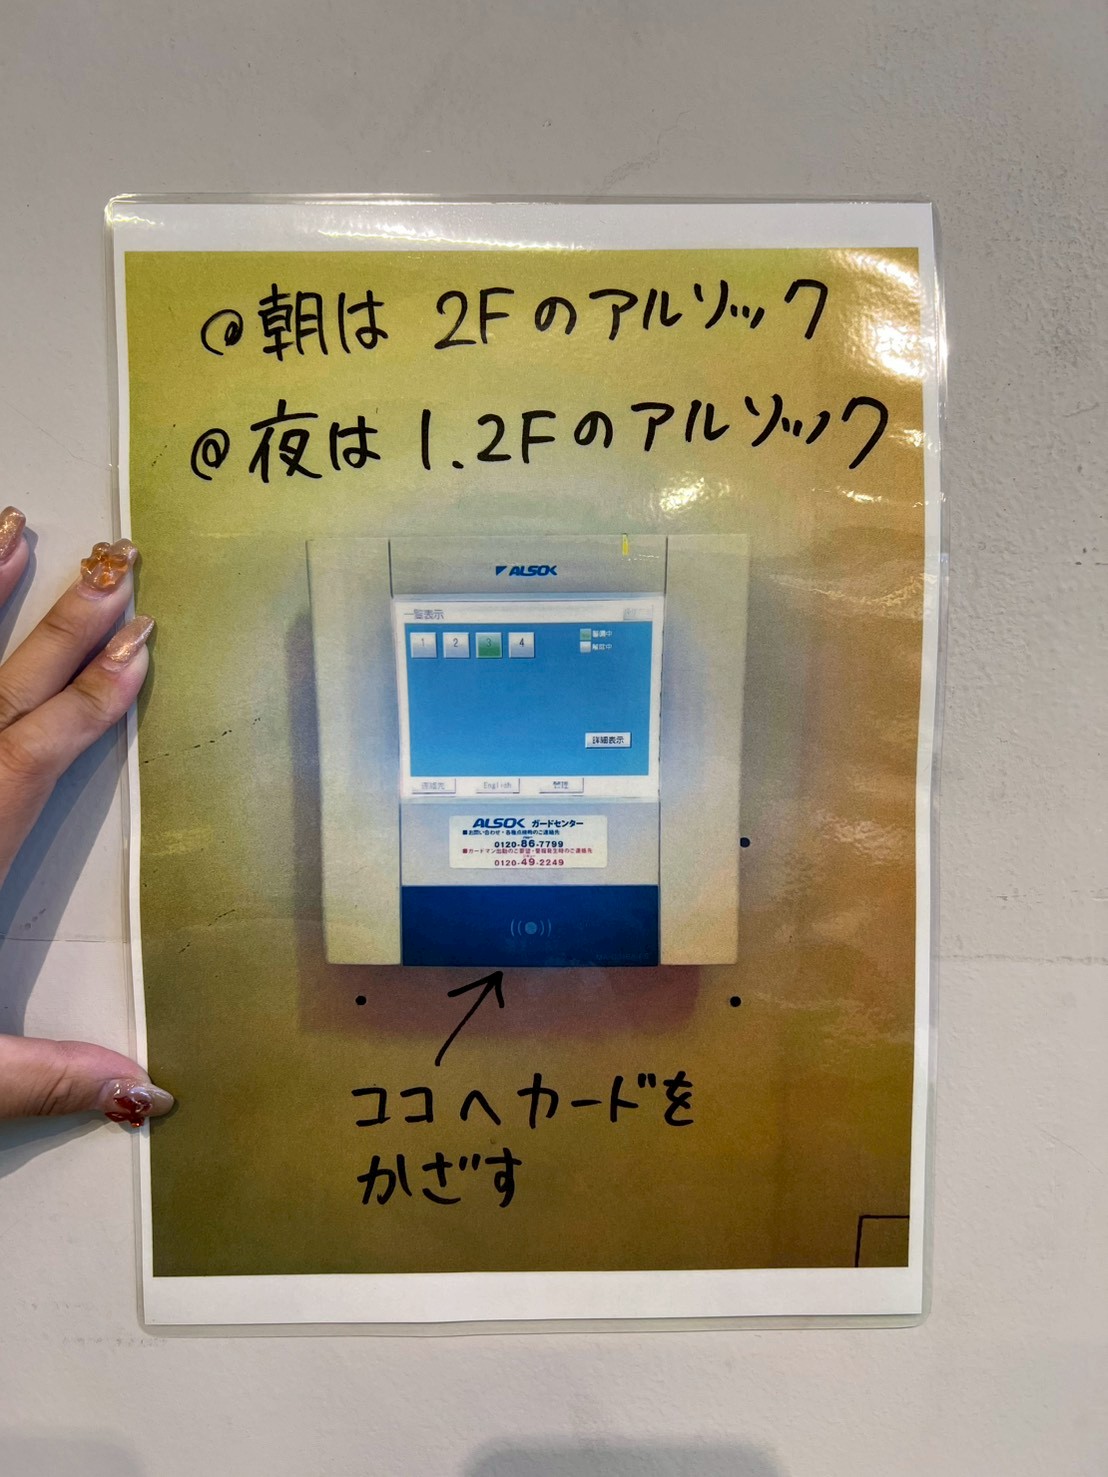 @朝は 2Fのアルソック
@夜は 1.2Fのアルソック
ALSOK
一覧表示
1 2 3 4
警備中
解除中
詳細表示
連絡先 English 管理
ALSOK ガードセンター
■お問い合わせ・各種点検時のご連絡先
0120-86-7799
■ガードマン出動のご要望・警報発生時のご連絡先
0120-49-2249
ココへカードを
かざす